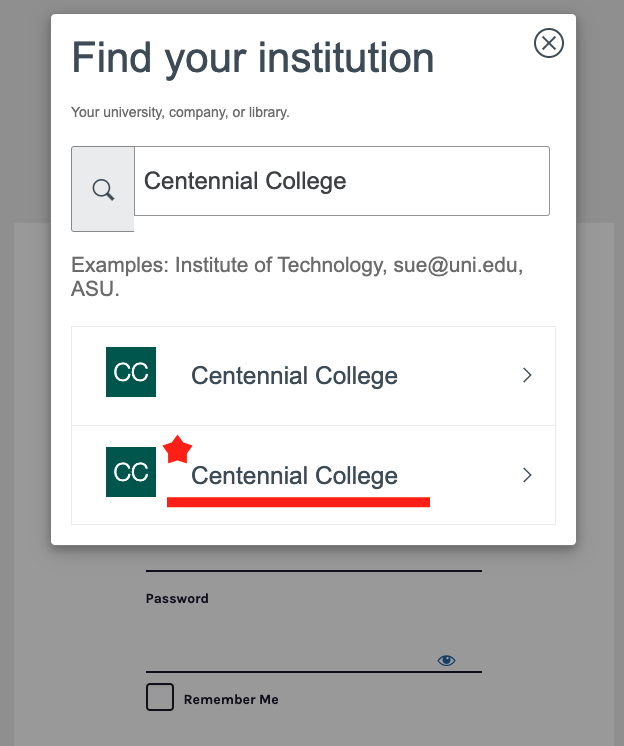 Find your institution
Your university, company, or library.
Centennial College
Examples: Institute of Technology, sue@uni.edu,
ASU.
CC Centennial College
CC Centennial College
Password
Remember Me